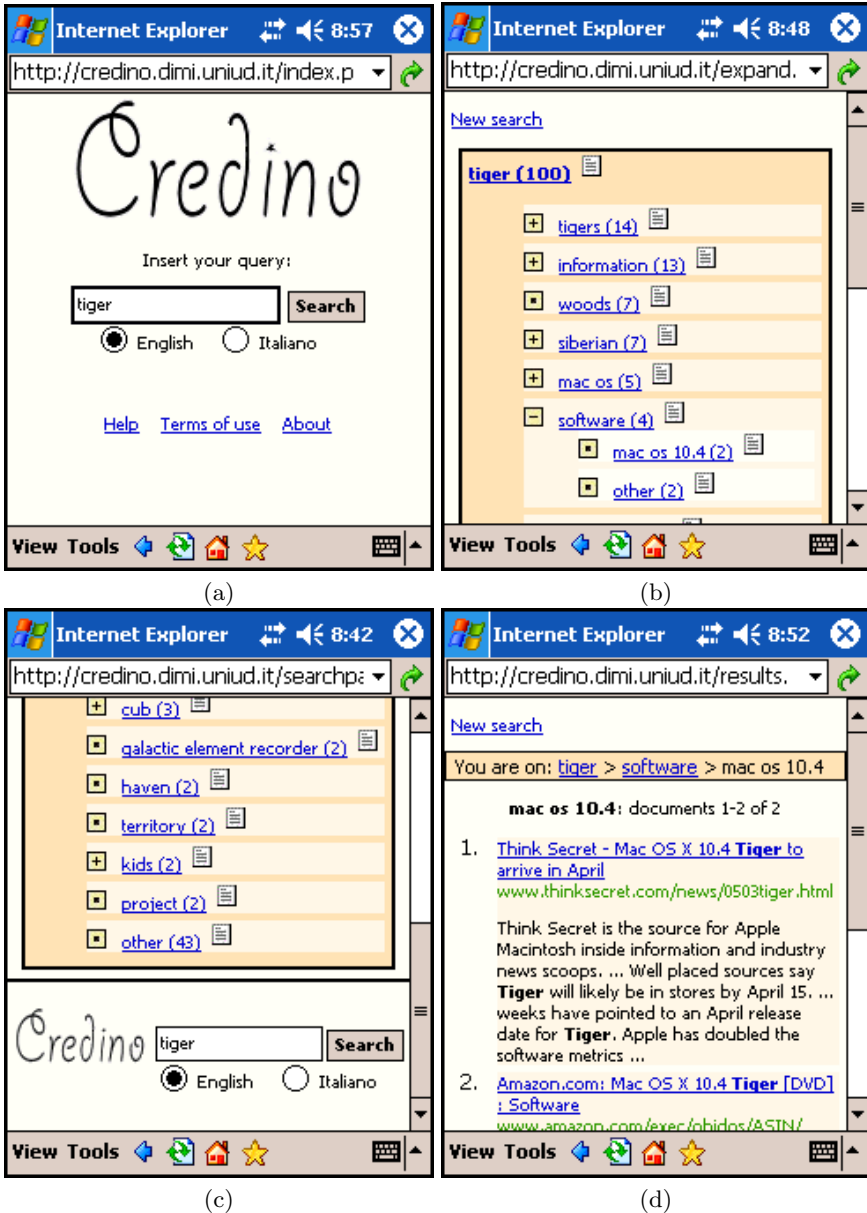 Internet Explorer 8:57
http://credino.dimi.uniud.it/index.p
Credino
Insert your query:
tiger Search
English Italiano
Help Terms of use About
View Tools
(a)
Internet Explorer 8:48
http://credino.dimi.uniud.it/expand.
New search
tiger (100)
tigers (14)
information (13)
woods (7)
siberian (7)
mac os (5)
software (4)
mac os 10.4 (2)
other (2)
View Tools
(b)
Internet Explorer 8:42
http://credino.dimi.uniud.it/searchpa
cub (3)
galactic element recorder (2)
haven (2)
territory (2)
kids (2)
project (2)
other (43)
Credino tiger Search
English Italiano
View Tools
(c)
Internet Explorer 8:52
http://credino.dimi.uniud.it/results.
New search
You are on: tiger > software > mac os 10.4
mac os 10.4: documents 1-2 of 2
1. Think Secret - Mac OS X 10.4 Tiger to
arrive in April
www.thinksecret.com/news/0503tiger.html
Think Secret is the source for Apple
Macintosh inside information and industry
news scoops. ... Well placed sources say
Tiger will likely be in stores by April 15. ...
weeks have pointed to an April release
date for Tiger. Apple has doubled the
software metrics ...
2. Amazon.com: Mac OS X 10.4 Tiger [DVD]
: Software
www.amazon.com/exec/obidos/ASIN/
View Tools
(d)